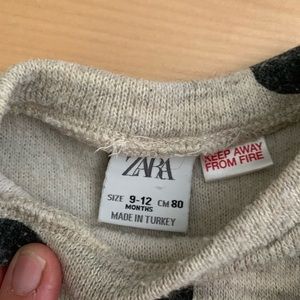 ZARA
SIZE 9-12 CM 80
MONTHS
MADE IN TURKEY
KEEP AWAY
FROM FIRE